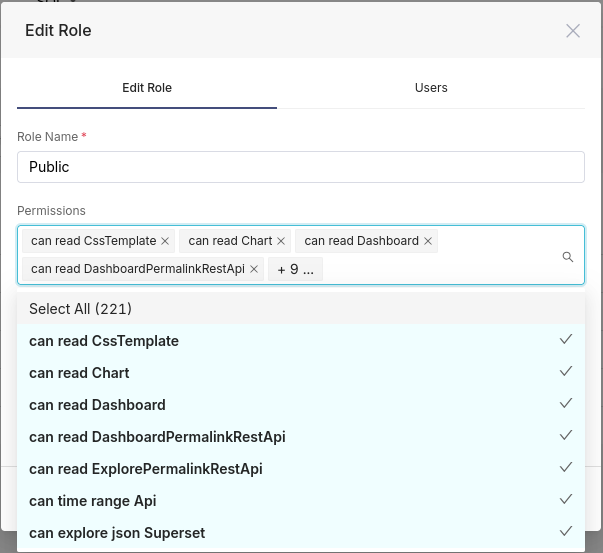 Edit Role
Edit Role Users
Role Name *
Public
Permissions
can read CssTemplate can read Chart can read Dashboard
can read DashboardPermalinkRestApi + 9 ...
Select All (221)
can read CssTemplate
can read Chart
can read Dashboard
can read DashboardPermalinkRestApi
can read ExplorePermalinkRestApi
can time range Api
can explore json Superset